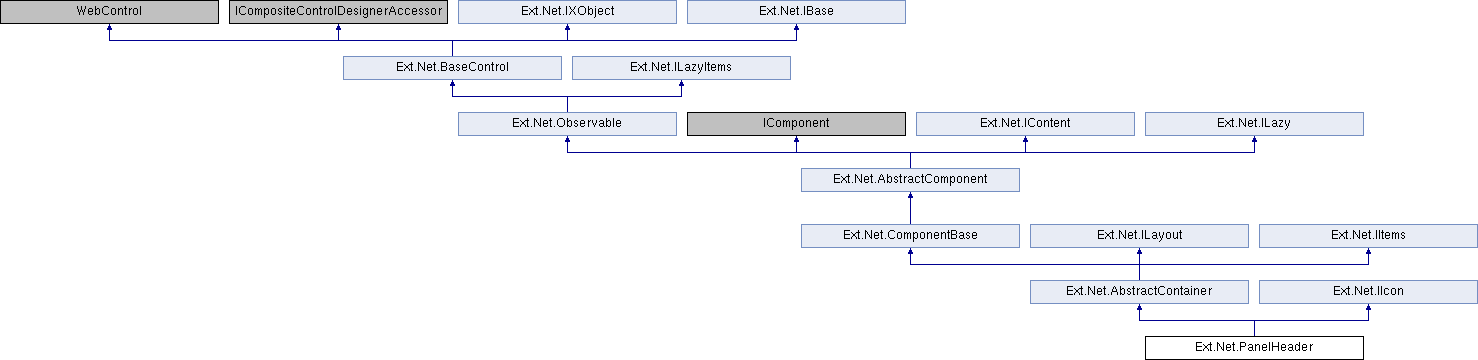 WebControl
ICompositeControlDesignerAccessor
Ext.Net.IXObject
Ext.Net.IBase
Ext.Net.BaseControl
Ext.Net.ILazyItems
Ext.Net.Observable
IComponent
Ext.Net.IContent
Ext.Net.ILazy
Ext.Net.AbstractComponent
Ext.Net.ComponentBase
Ext.Net.ILayout
Ext.Net.IItems
Ext.Net.AbstractContainer
Ext.Net.IIcon
Ext.Net.PanelHeader